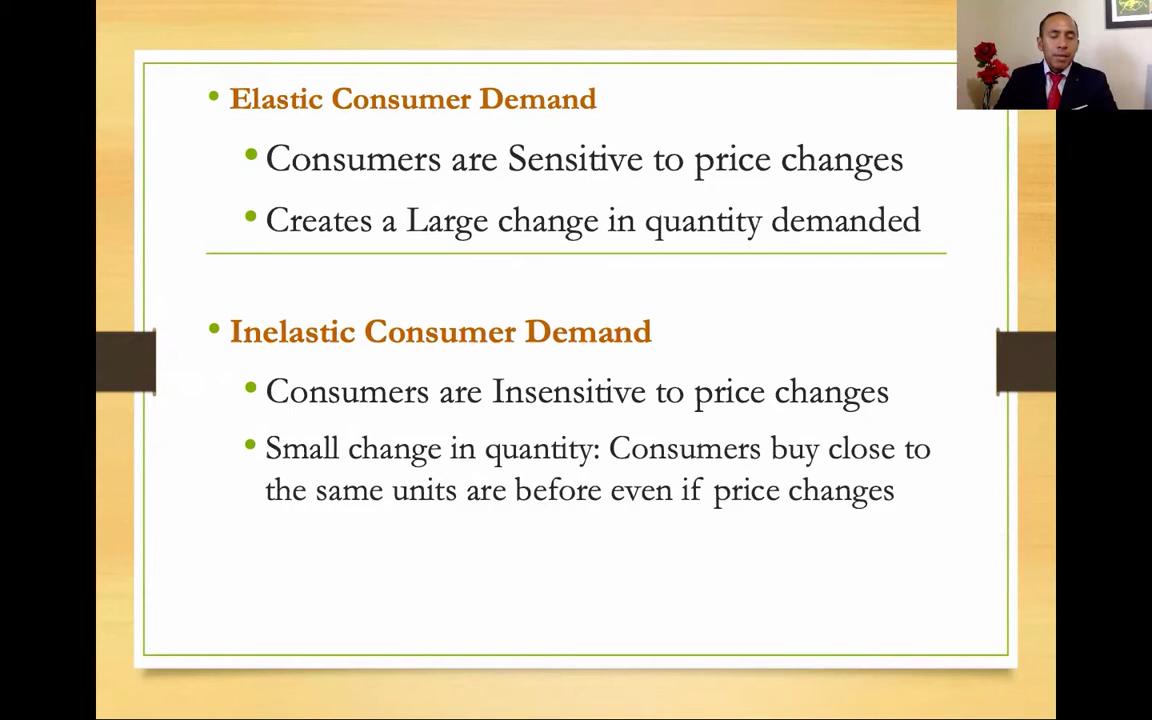 Elastic Consumer Demand
Consumers are Sensitive to price changes
Creates a Large change in quantity demanded
Inelastic Consumer Demand
Consumers are Insensitive to price changes
Small change in quantity: Consumers buy close to
the same units are before even if price changes